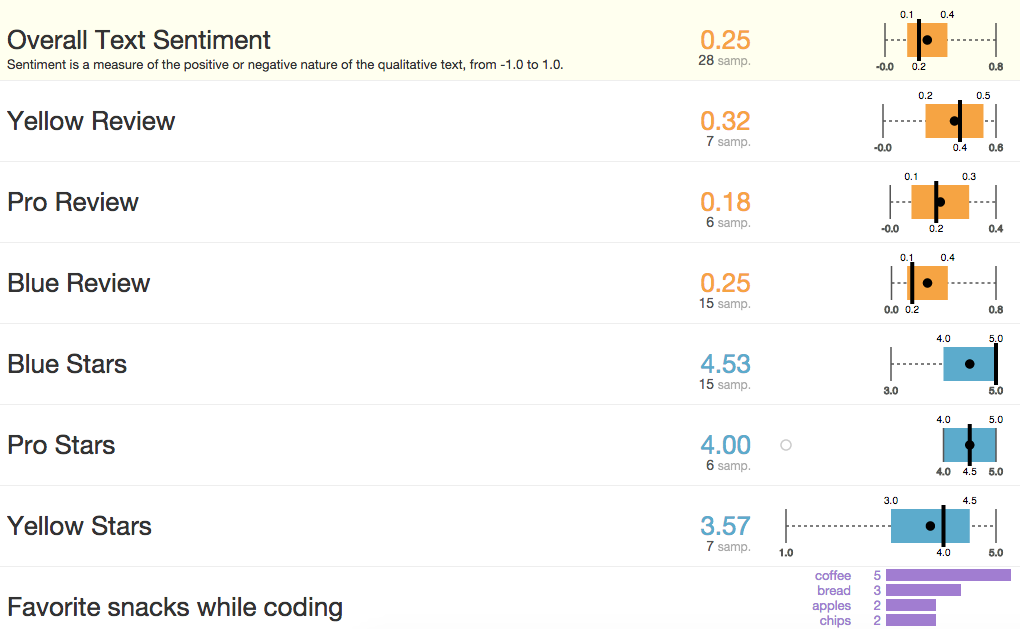 0.1 0.4
Overall Text Sentiment 0.25
Sentiment is a measure of the positive or negative nature of the qualitative text, from -1.0 to 1.0. 28 samp.
-0.0 0.2 0.8
0.2 0.5
Yellow Review 0.32
7 samp.
-0.0 0.4 0.6
0.1 0.3
Pro Review 0.18
6 samp.
-0.0 0.2 0.4
0.1 0.4
Blue Review 0.25
15 samp.
0.0 0.2 0.8
4.0 5.0
Blue Stars 4.53
15 samp.
3.0 5.0
4.0 5.0
Pro Stars 4.00
6 samp.
4.0 4.5 5.0
3.0 4.5
Yellow Stars 3.57
7 samp.
1.0 4.0 5.0
Favorite snacks while coding
coffee 5
bread 3
apples 2
chips 2